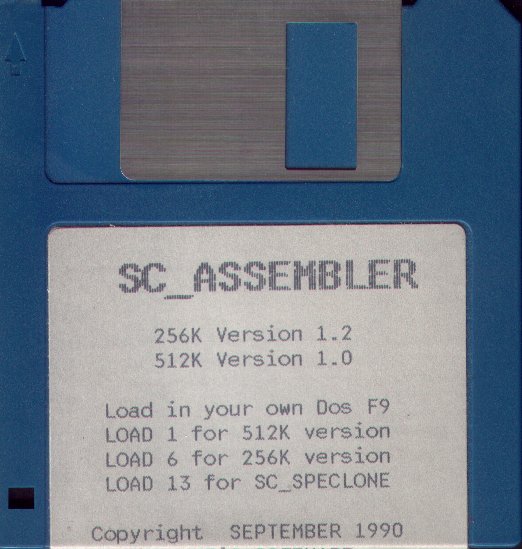 SC_ASSEMBLER
256K Version 1.2
512K Version 1.0
Load in your own Dos F9
LOAD 1 for 512K version
LOAD 6 for 256K version
LOAD 13 for SC_SPECLONE
Copyright SEPTEMBER 1990